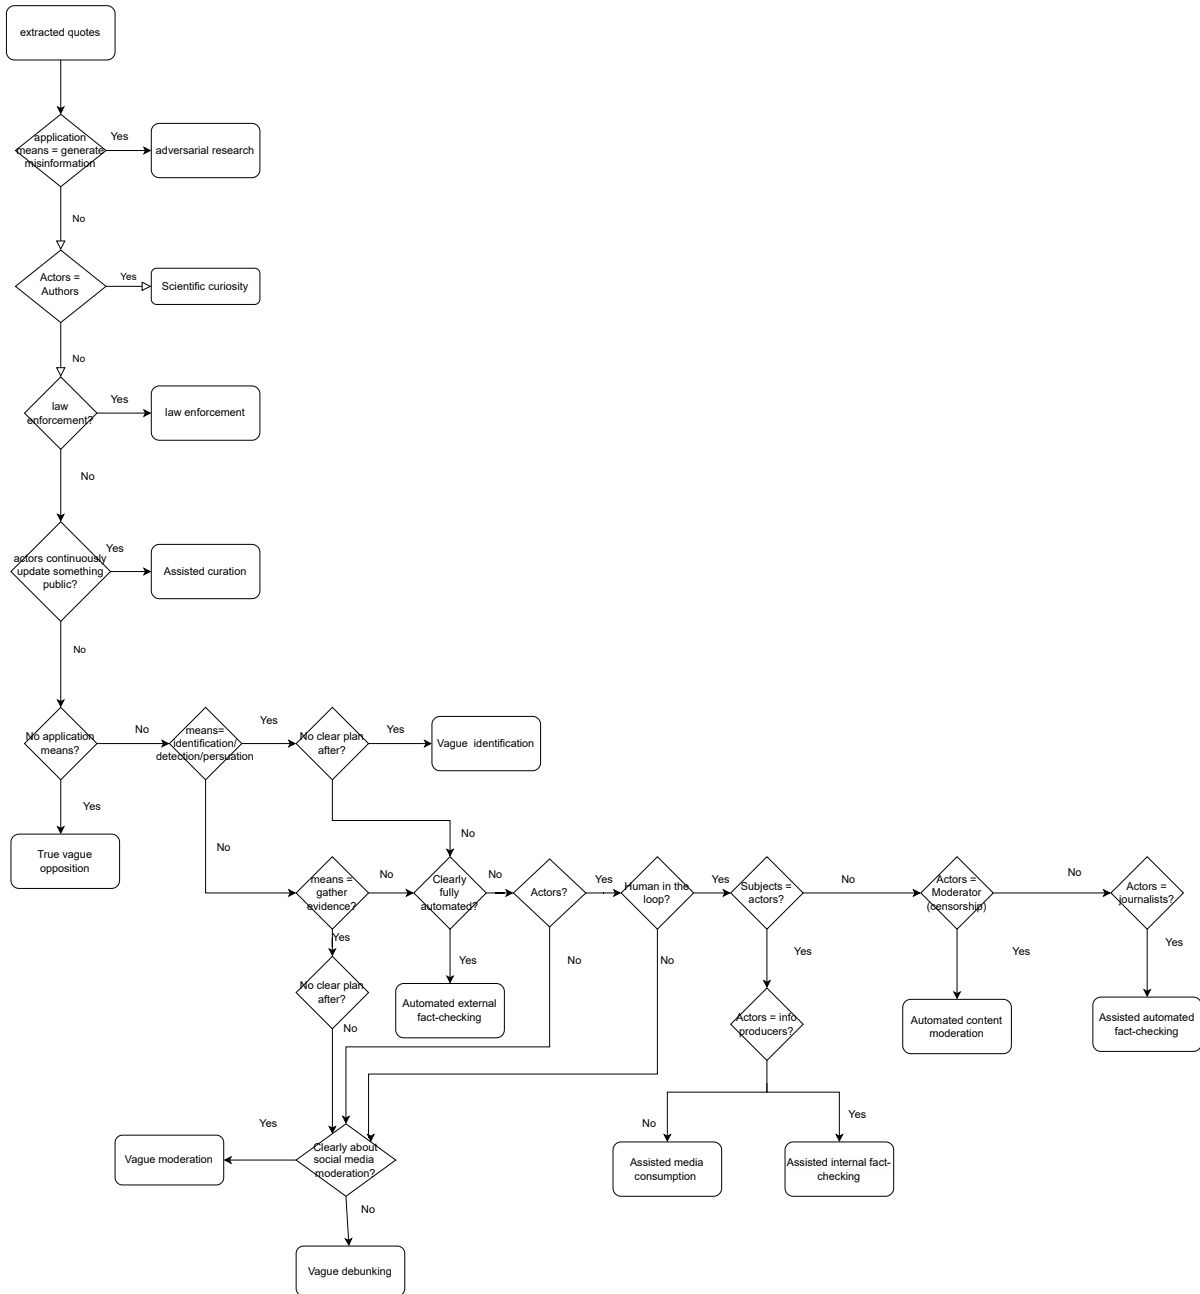 extracted quotes
application
means = generate
misinformation
Yes
adversarial research
No
Actors =
Authors
Yes
Scientific curiosity
No
law
enforcement?
Yes
law enforcement
No
actors continuously
update something
public?
Yes
Assisted curation
No
No application
means?
No
means=
identification/
detection/persuation
Yes
No clear plan
after?
Yes
Vague identification
Yes
True vague
opposition
No
No
means =
gather
evidence?
No
Clearly
fully
automated?
No
Actors?
Yes
Human in the
loop?
Yes
Subjects =
actors?
No
Actors =
Moderator
(censorship)
No
Actors =
journalists?
Yes
No clear plan
after?
No
Yes
Automated external
fact-checking
No
No
Yes
Actors = info
producers?
Yes
Automated content
moderation
Yes
Assisted automated
fact-checking
No
Assisted media
consumption
Yes
Assisted internal fact-
checking
Clearly about
social media
moderation?
Yes
Vague moderation
No
Vague debunking